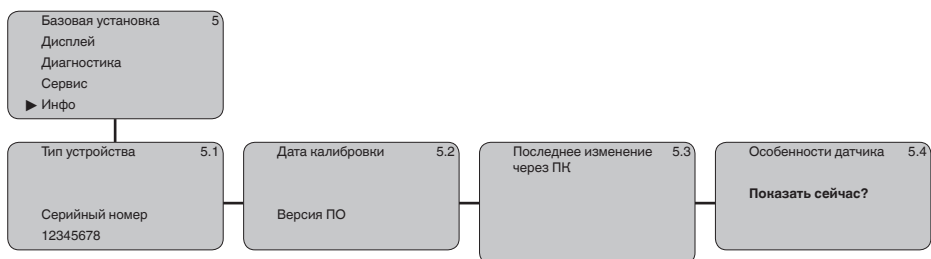 Базовая установка 5
Дисплей
Диагностика
Сервис
▶ Инфо
Тип устройства 5.1
Серийный номер
12345678
Дата калибровки 5.2
Версия ПО
Последнее изменение 5.3
через ПК
Особенности датчика 5.4
Показать сейчас?